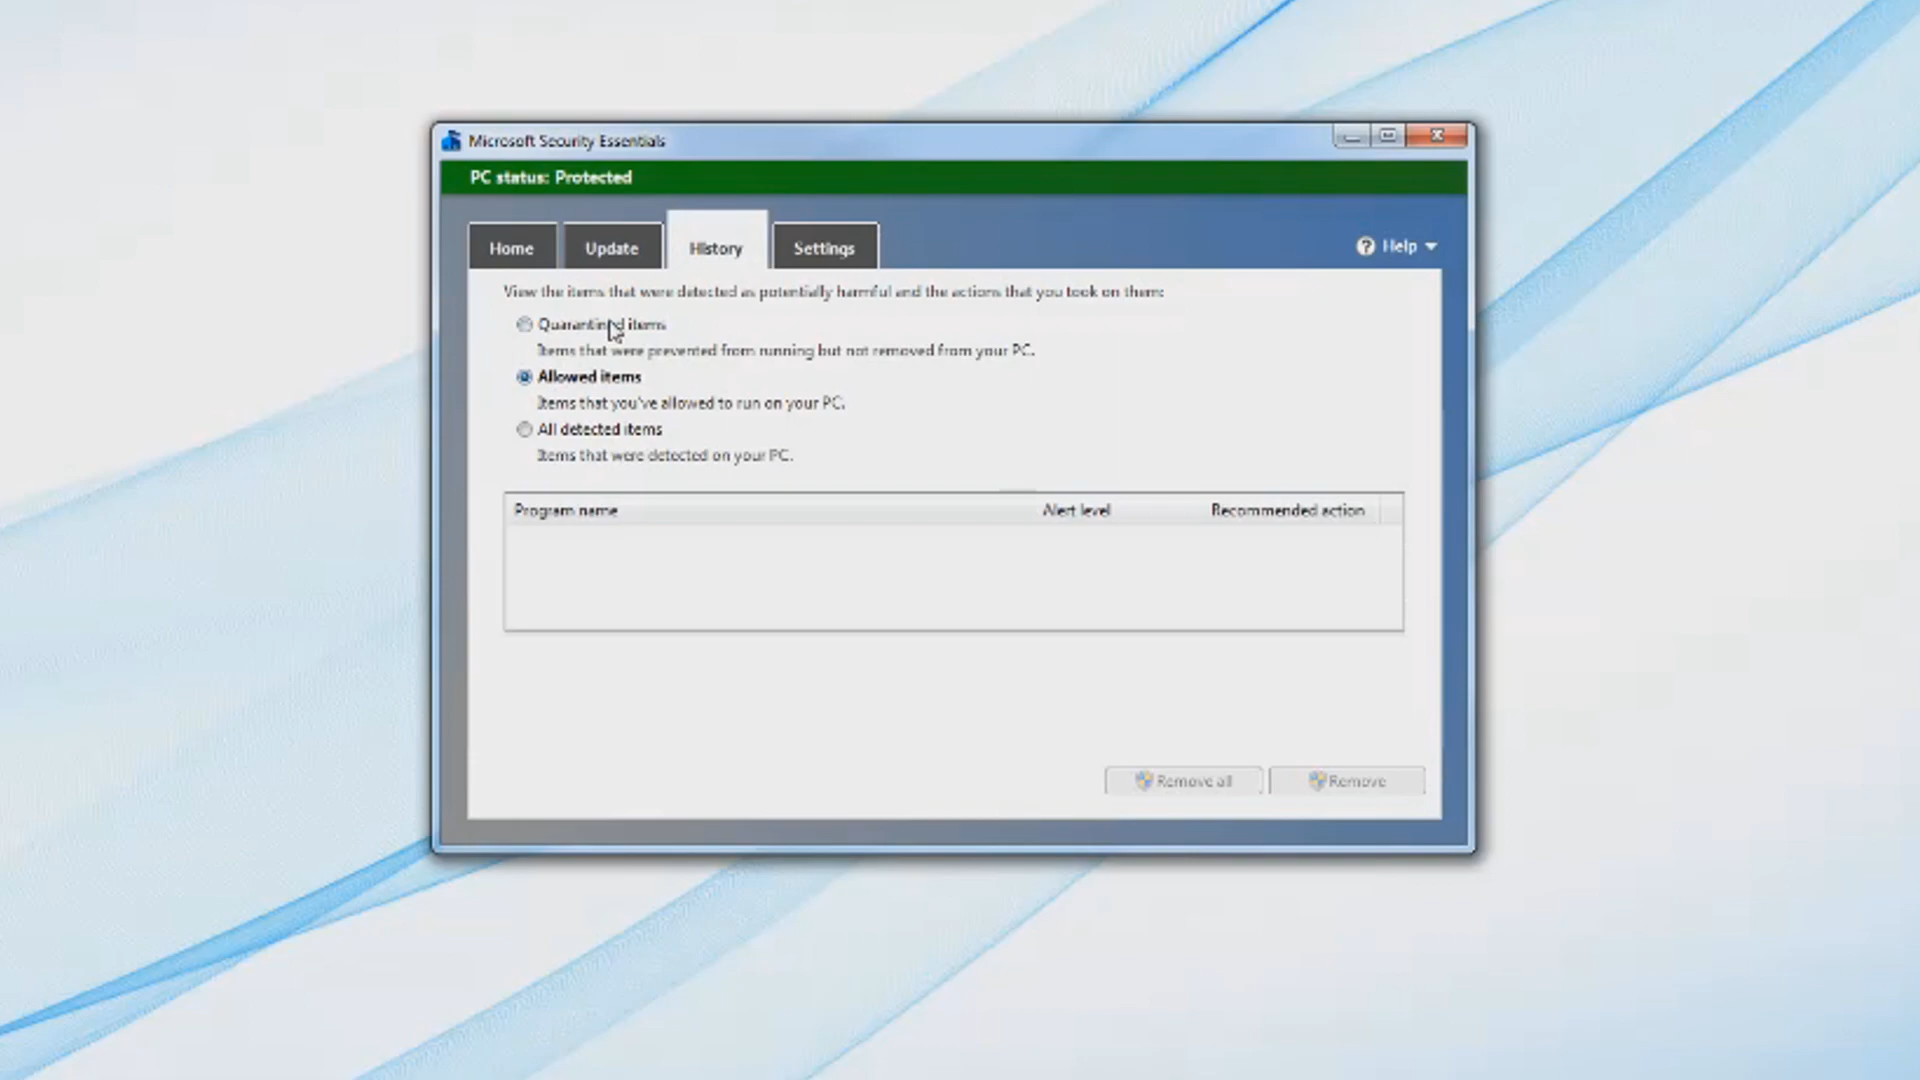 Microsoft Security Essentials
PC status: Protected
Home
Update
History
Settings
Help
View the items that were detected as potentially harmful and the actions that you took on them:
Quarantined items
Items that were prevented from running but not removed from your PC.
Allowed items
Items that you've allowed to run on your PC.
All detected items
Items that were detected on your PC.
Program name
Alert level
Recommended action
Remove all
Remove